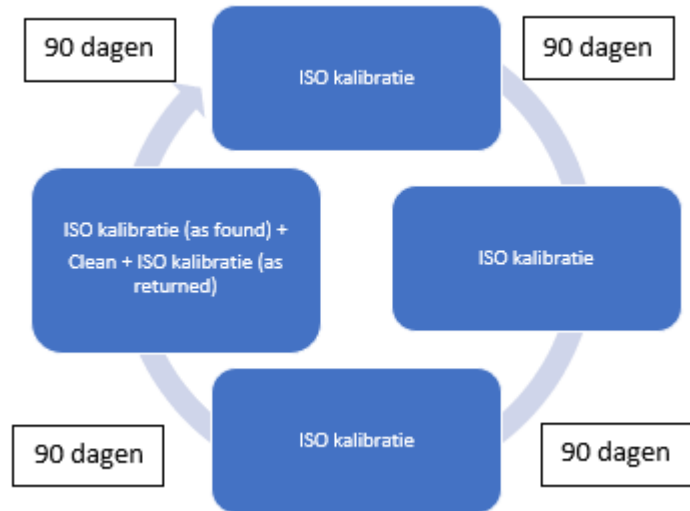 90 dagen
ISO kalibratie
90 dagen
ISO kalibratie (as found) +
Clean + ISO kalibratie (as
returned)
ISO kalibratie
90 dagen
ISO kalibratie
90 dagen